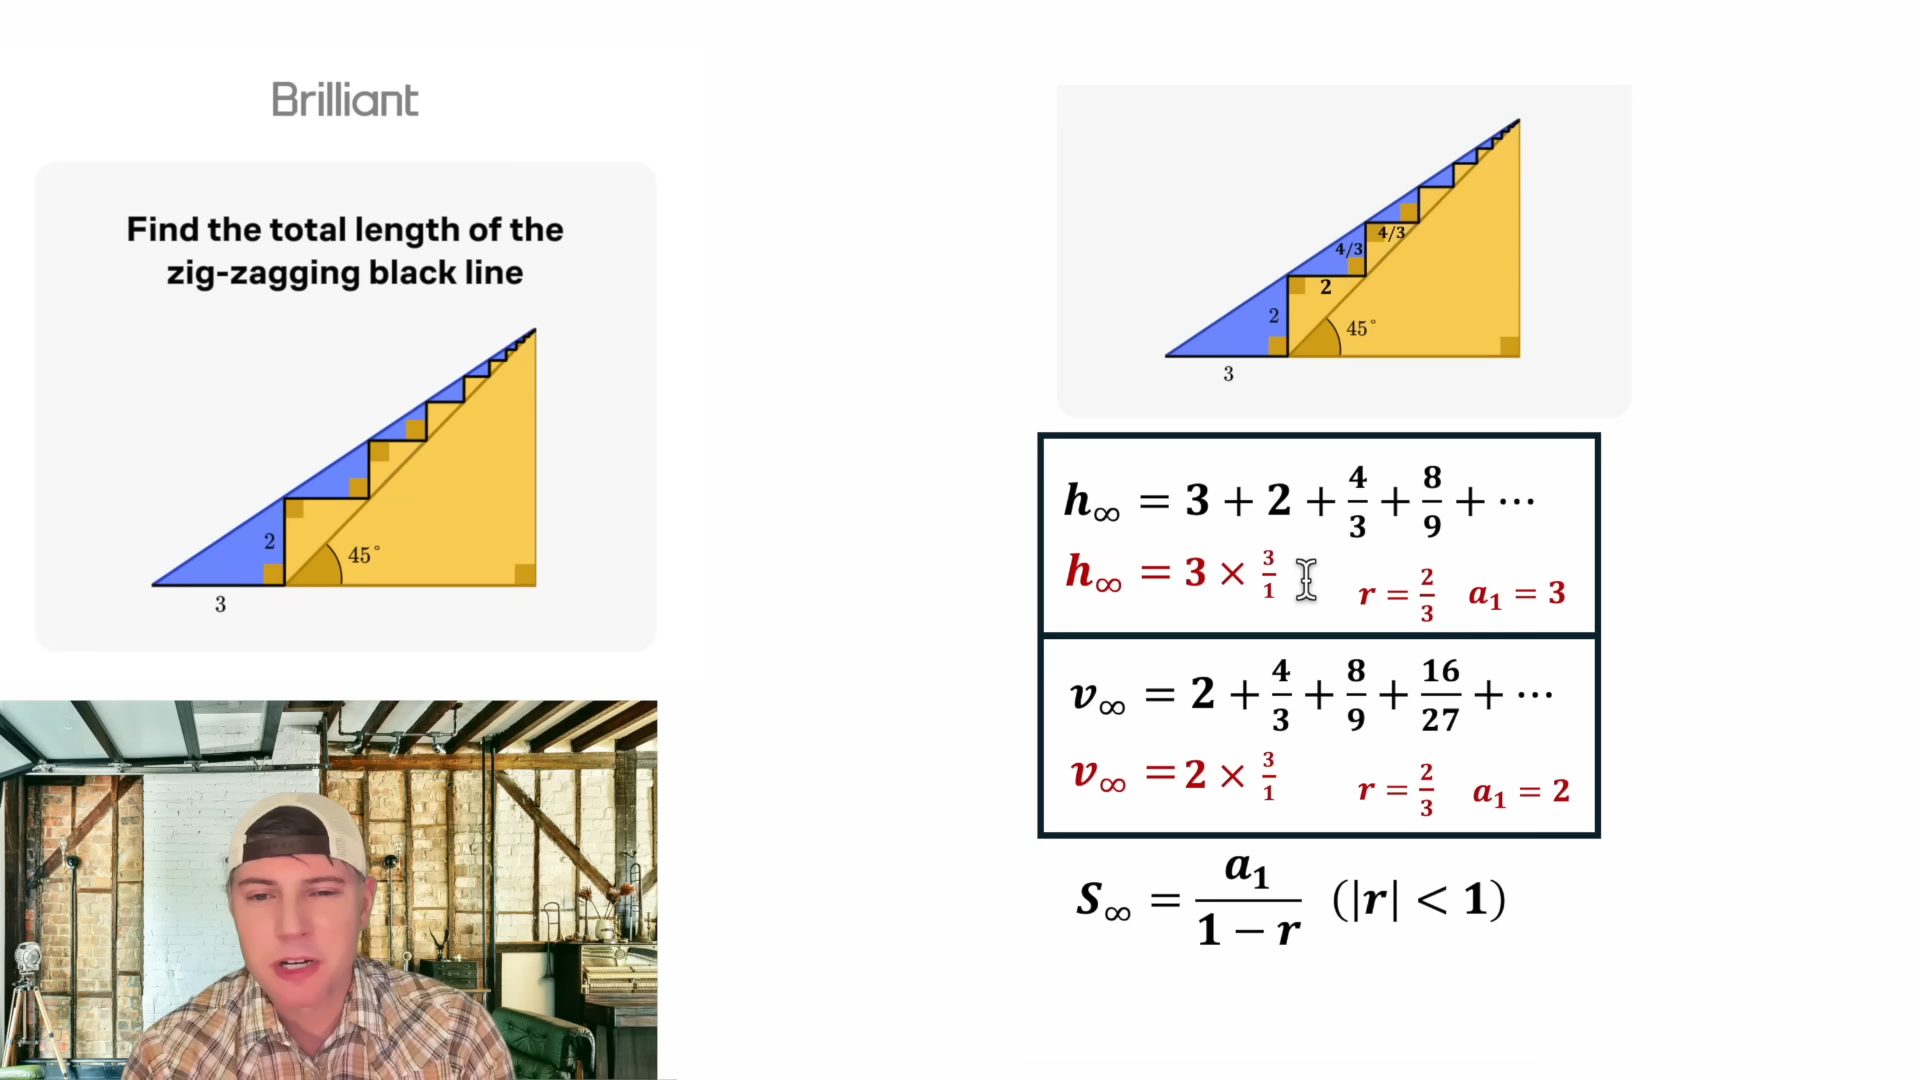 Brilliant
Find the total length of the
zig-zagging black line
2
45°
3
4/3
4/3
2
2
45°
3
h∞ = 3 + 2 + 4/3 + 8/9 + ⋯
h∞ = 3 × 3/1
r = 2/3 a₁ = 3
v∞ = 2 + 4/3 + 8/9 + 16/27 + ⋯
v∞ = 2 × 3/1
r = 2/3 a₁ = 2
S∞ = a₁/(1 − r) (|r| < 1)